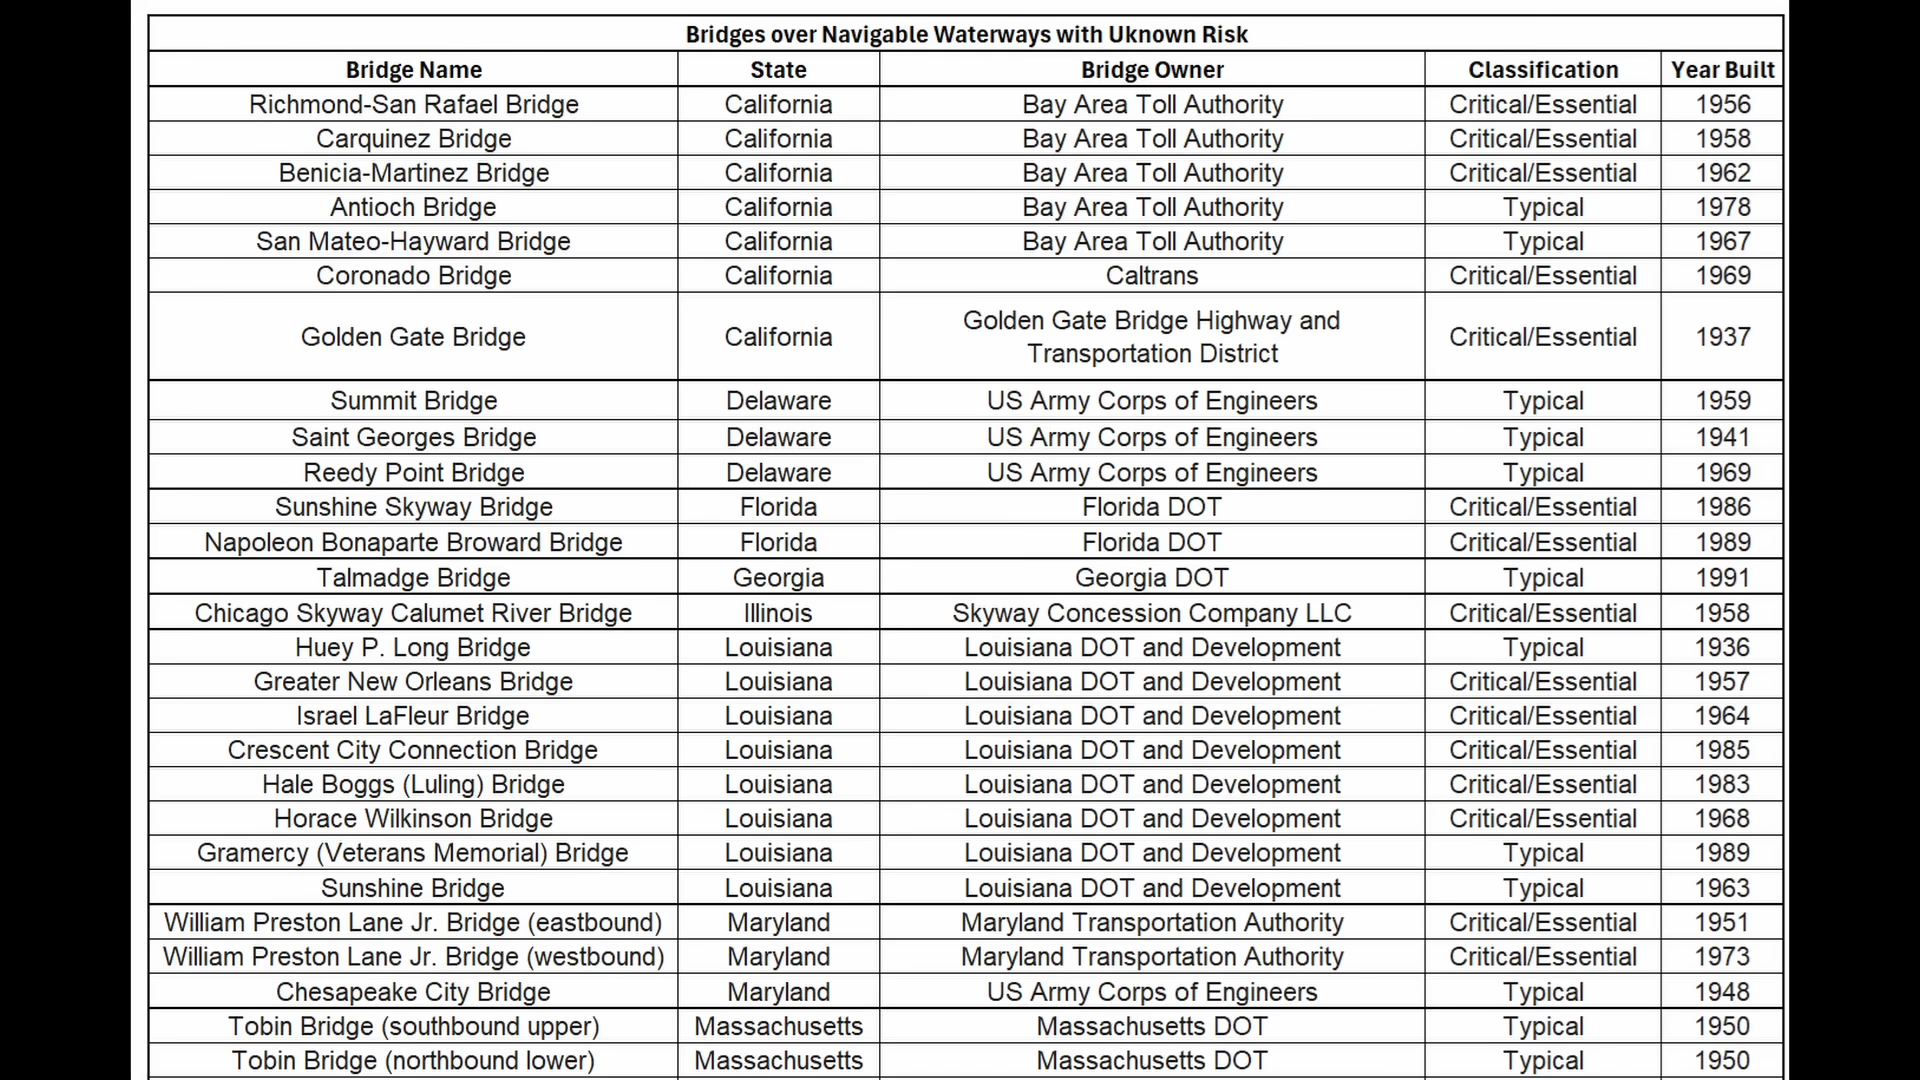 Bridges over Navigable Waterways with Uknown Risk
Bridge Name State Bridge Owner Classification Year Built
Richmond-San Rafael Bridge California Bay Area Toll Authority Critical/Essential 1956
Carquinez Bridge California Bay Area Toll Authority Critical/Essential 1958
Benicia-Martinez Bridge California Bay Area Toll Authority Critical/Essential 1962
Antioch Bridge California Bay Area Toll Authority Typical 1978
San Mateo-Hayward Bridge California Bay Area Toll Authority Typical 1967
Coronado Bridge California Caltrans Critical/Essential 1969
Golden Gate Bridge California Golden Gate Bridge Highway and
Transportation District Critical/Essential 1937
Summit Bridge Delaware US Army Corps of Engineers Typical 1959
Saint Georges Bridge Delaware US Army Corps of Engineers Typical 1941
Reedy Point Bridge Delaware US Army Corps of Engineers Typical 1969
Sunshine Skyway Bridge Florida Florida DOT Critical/Essential 1986
Napoleon Bonaparte Broward Bridge Florida Florida DOT Critical/Essential 1989
Talmadge Bridge Georgia Georgia DOT Typical 1991
Chicago Skyway Calumet River Bridge Illinois Skyway Concession Company LLC Critical/Essential 1958
Huey P. Long Bridge Louisiana Louisiana DOT and Development Typical 1936
Greater New Orleans Bridge Louisiana Louisiana DOT and Development Critical/Essential 1957
Israel LaFleur Bridge Louisiana Louisiana DOT and Development Critical/Essential 1964
Crescent City Connection Bridge Louisiana Louisiana DOT and Development Critical/Essential 1985
Hale Boggs (Luling) Bridge Louisiana Louisiana DOT and Development Critical/Essential 1983
Horace Wilkinson Bridge Louisiana Louisiana DOT and Development Critical/Essential 1968
Gramercy (Veterans Memorial) Bridge Louisiana Louisiana DOT and Development Typical 1989
Sunshine Bridge Louisiana Louisiana DOT and Development Typical 1963
William Preston Lane Jr. Bridge (eastbound) Maryland Maryland Transportation Authority Critical/Essential 1951
William Preston Lane Jr. Bridge (westbound) Maryland Maryland Transportation Authority Critical/Essential 1973
Chesapeake City Bridge Maryland US Army Corps of Engineers Typical 1948
Tobin Bridge (southbound upper) Massachusetts Massachusetts DOT Typical 1950
Tobin Bridge (northbound lower) Massachusetts Massachusetts DOT Typical 1950